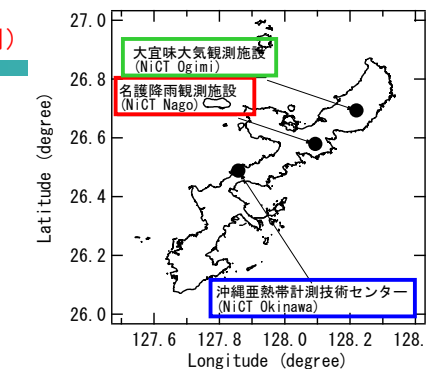 )
27.0
大宜味大気観測施設
(NiCT Ogimi)
26.8
名護降雨観測施設
(NiCT Nago)
26.6
26.4
26.2
沖縄亜熱帯計測技術センター
(NiCT Okinawa)
26.0
127.6 127.8 128.0 128.2 128.
Longitude (degree)
Latitude (degree)